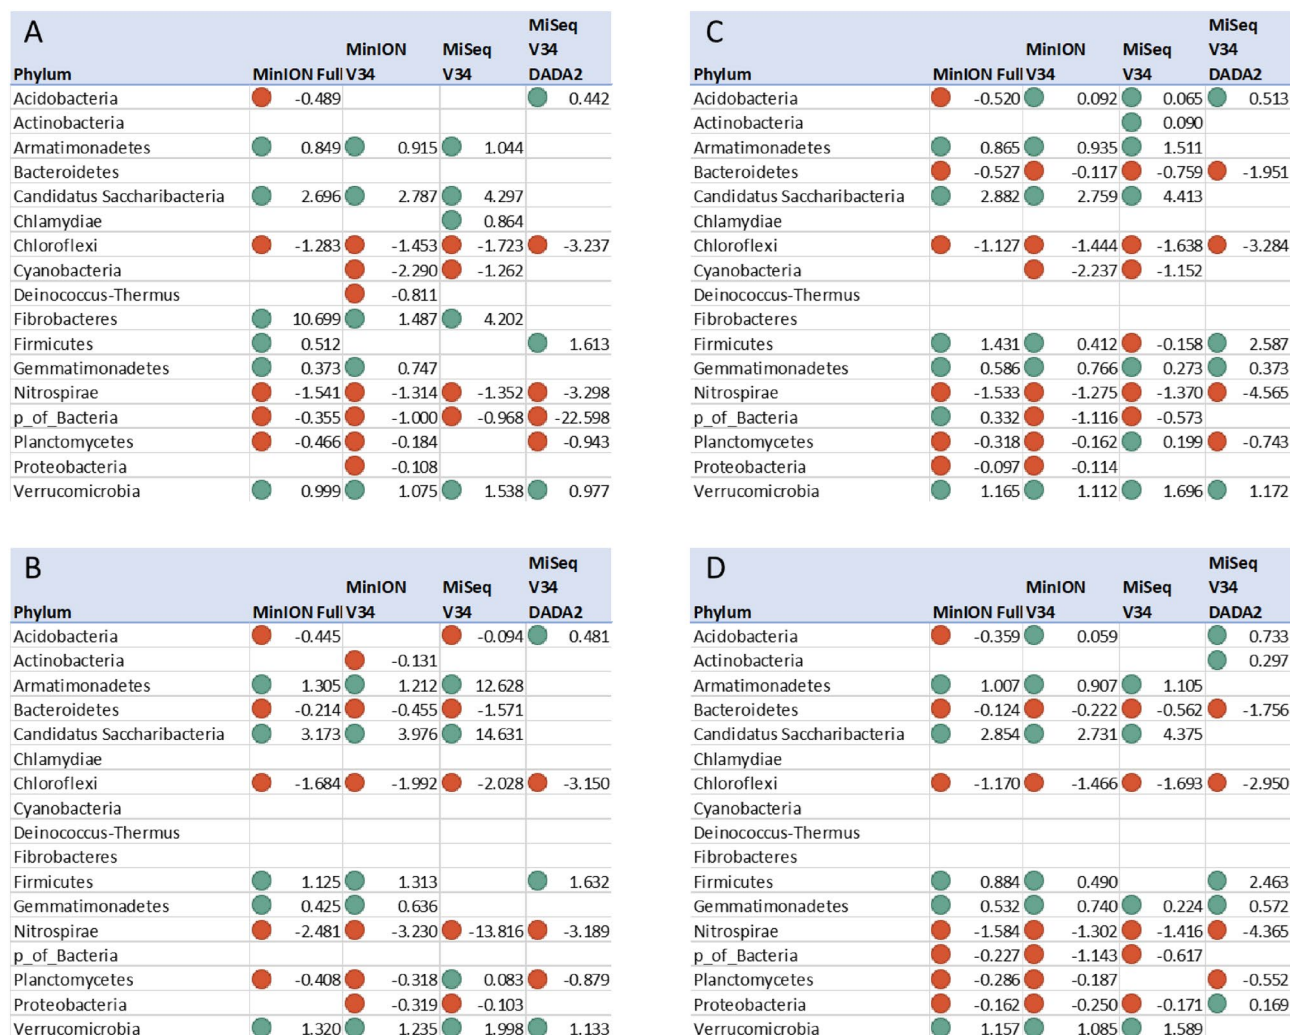 A
MiSeq
MinION MiSeq V34
Phylum MinION Full V34 V34 DADA2
Acidobacteria -0.489 0.442
Actinobacteria
Armatimonadetes 0.849 0.915 1.044
Bacteroidetes
Candidatus Saccharibacteria 2.696 2.787 4.297
Chlamydiae 0.864
Chloroflexi -1.283 -1.453 -1.723 -3.237
Cyanobacteria -2.290 -1.262
Deinococcus-Thermus -0.811
Fibrobacteres 10.699 1.487 4.202
Firmicutes 0.512 1.613
Gemmatimonadetes 0.373 0.747
Nitrospirae -1.541 -1.314 -1.352 -3.298
p_of_Bacteria -0.355 -1.000 -0.968 -22.598
Planctomycetes -0.466 -0.184 -0.943
Proteobacteria -0.108
Verrucomicrobia 0.999 1.075 1.538 0.977
B
MiSeq
MinION MiSeq V34
Phylum MinION Full V34 V34 DADA2
Acidobacteria -0.445 -0.094 0.481
Actinobacteria -0.131
Armatimonadetes 1.305 1.212 12.628
Bacteroidetes -0.214 -0.455 -1.571
Candidatus Saccharibacteria 3.173 3.976 14.631
Chlamydiae
Chloroflexi -1.684 -1.992 -2.028 -3.150
Cyanobacteria
Deinococcus-Thermus
Fibrobacteres
Firmicutes 1.125 1.313 1.632
Gemmatimonadetes 0.425 0.636
Nitrospirae -2.481 -3.230 -13.816 -3.189
p_of_Bacteria
Planctomycetes -0.408 -0.318 0.083 -0.879
Proteobacteria -0.319 -0.103
Verrucomicrobia 1.320 1.235 1.998 1.133
C
MiSeq
MinION MiSeq V34
Phylum MinION Full V34 V34 DADA2
Acidobacteria -0.520 0.092 0.065 0.513
Actinobacteria 0.090
Armatimonadetes 0.865 0.935 1.511
Bacteroidetes -0.527 -0.117 -0.759 -1.951
Candidatus Saccharibacteria 2.882 2.759 4.413
Chlamydiae
Chloroflexi -1.127 -1.444 -1.638 -3.284
Cyanobacteria -2.237 -1.152
Deinococcus-Thermus
Fibrobacteres
Firmicutes 1.431 0.412 -0.158 2.587
Gemmatimonadetes 0.586 0.766 0.273 0.373
Nitrospirae -1.533 -1.275 -1.370 -4.565
p_of_Bacteria 0.332 -1.116 -0.573
Planctomycetes -0.318 -0.162 0.199 -0.743
Proteobacteria -0.097 -0.114
Verrucomicrobia 1.165 1.112 1.696 1.172
D
MiSeq
MinION MiSeq V34
Phylum MinION Full V34 V34 DADA2
Acidobacteria -0.359 0.059 0.733
Actinobacteria 0.297
Armatimonadetes 1.007 0.907 1.105
Bacteroidetes -0.124 -0.222 -0.562 -1.756
Candidatus Saccharibacteria 2.854 2.731 4.375
Chlamydiae
Chloroflexi -1.170 -1.466 -1.693 -2.950
Cyanobacteria
Deinococcus-Thermus
Fibrobacteres
Firmicutes 0.884 0.490 2.463
Gemmatimonadetes 0.532 0.740 0.224 0.572
Nitrospirae -1.584 -1.302 -1.416 -4.365
p_of_Bacteria -0.227 -1.143 -0.617
Planctomycetes -0.286 -0.187 -0.552
Proteobacteria -0.162 -0.250 -0.171 0.169
Verrucomicrobia 1.157 1.085 1.589